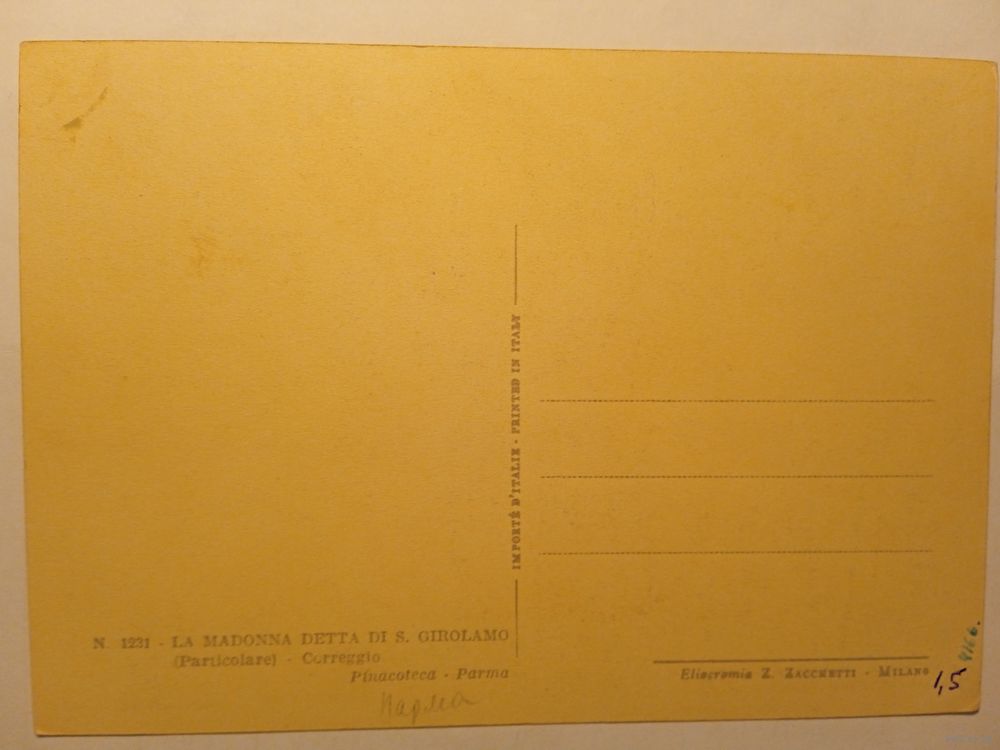 IMPORTÉ D'ITALIE - PRINTED IN ITALY
N. 1231 - LA MADONNA DETTA DI S. GIROLAMO
(Particolare) - Correggio
Pinacoteca - Parma
Парма
Eliocromia Z. ZACCHETTI - MILANO
1,5